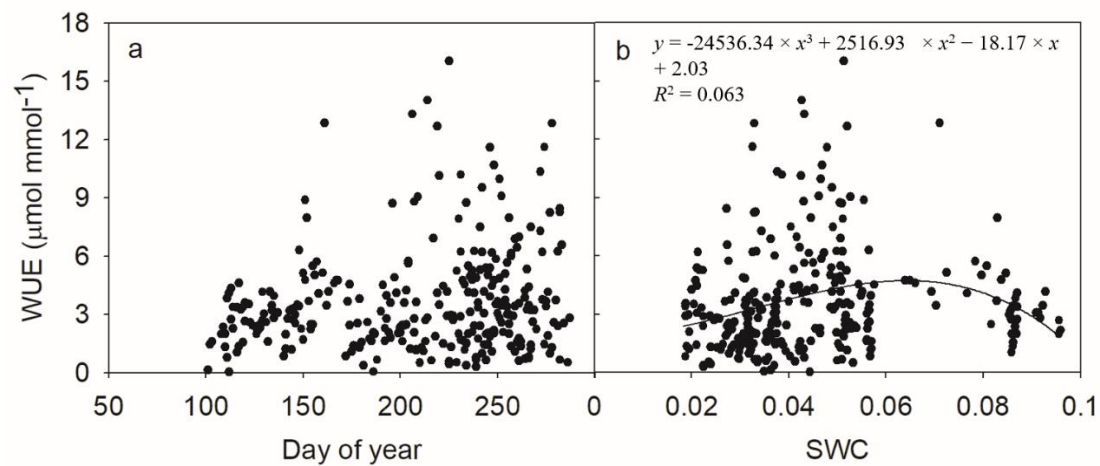 18
15
12
9
6
3
0
WUE (μmol mmol⁻¹)
a
50 100 150 200 250
Day of year
b
y = -24536.34 × x³ + 2516.93 × x² − 18.17 × x
+ 2.03
R² = 0.063
0 0.02 0.04 0.06 0.08 0.1
SWC